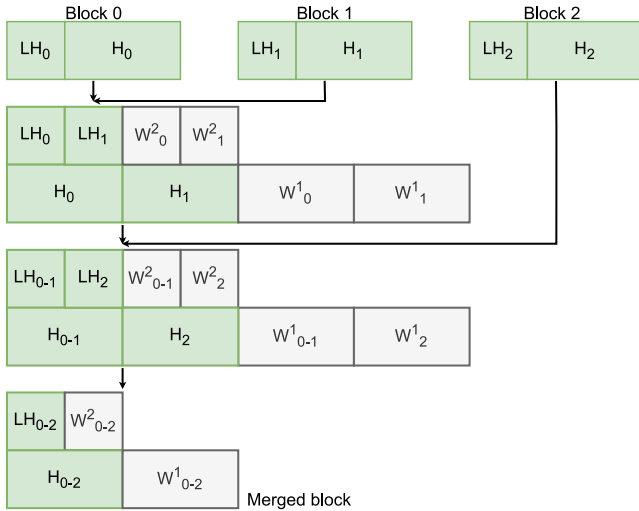 Block 0 Block 1 Block 2
LH₀ H₀ LH₁ H₁ LH₂ H₂
LH₀ LH₁ W²₀ W²₁
H₀ H₁ W¹₀ W¹₁
LH₀₋₁ LH₂ W²₀₋₁ W²₂
H₀₋₁ H₂ W¹₀₋₁ W¹₂
LH₀₋₂ W²₀₋₂
H₀₋₂ W¹₀₋₂
Merged block